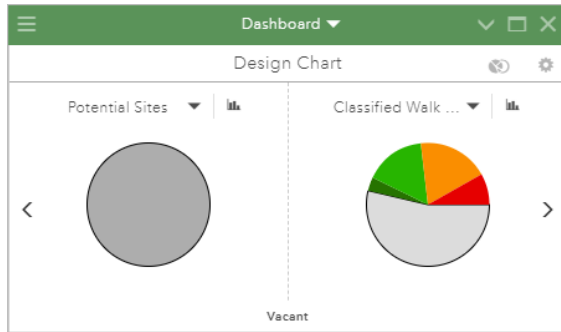 Dashboard
Design Chart
Potential Sites
Classified Walk ...
Vacant